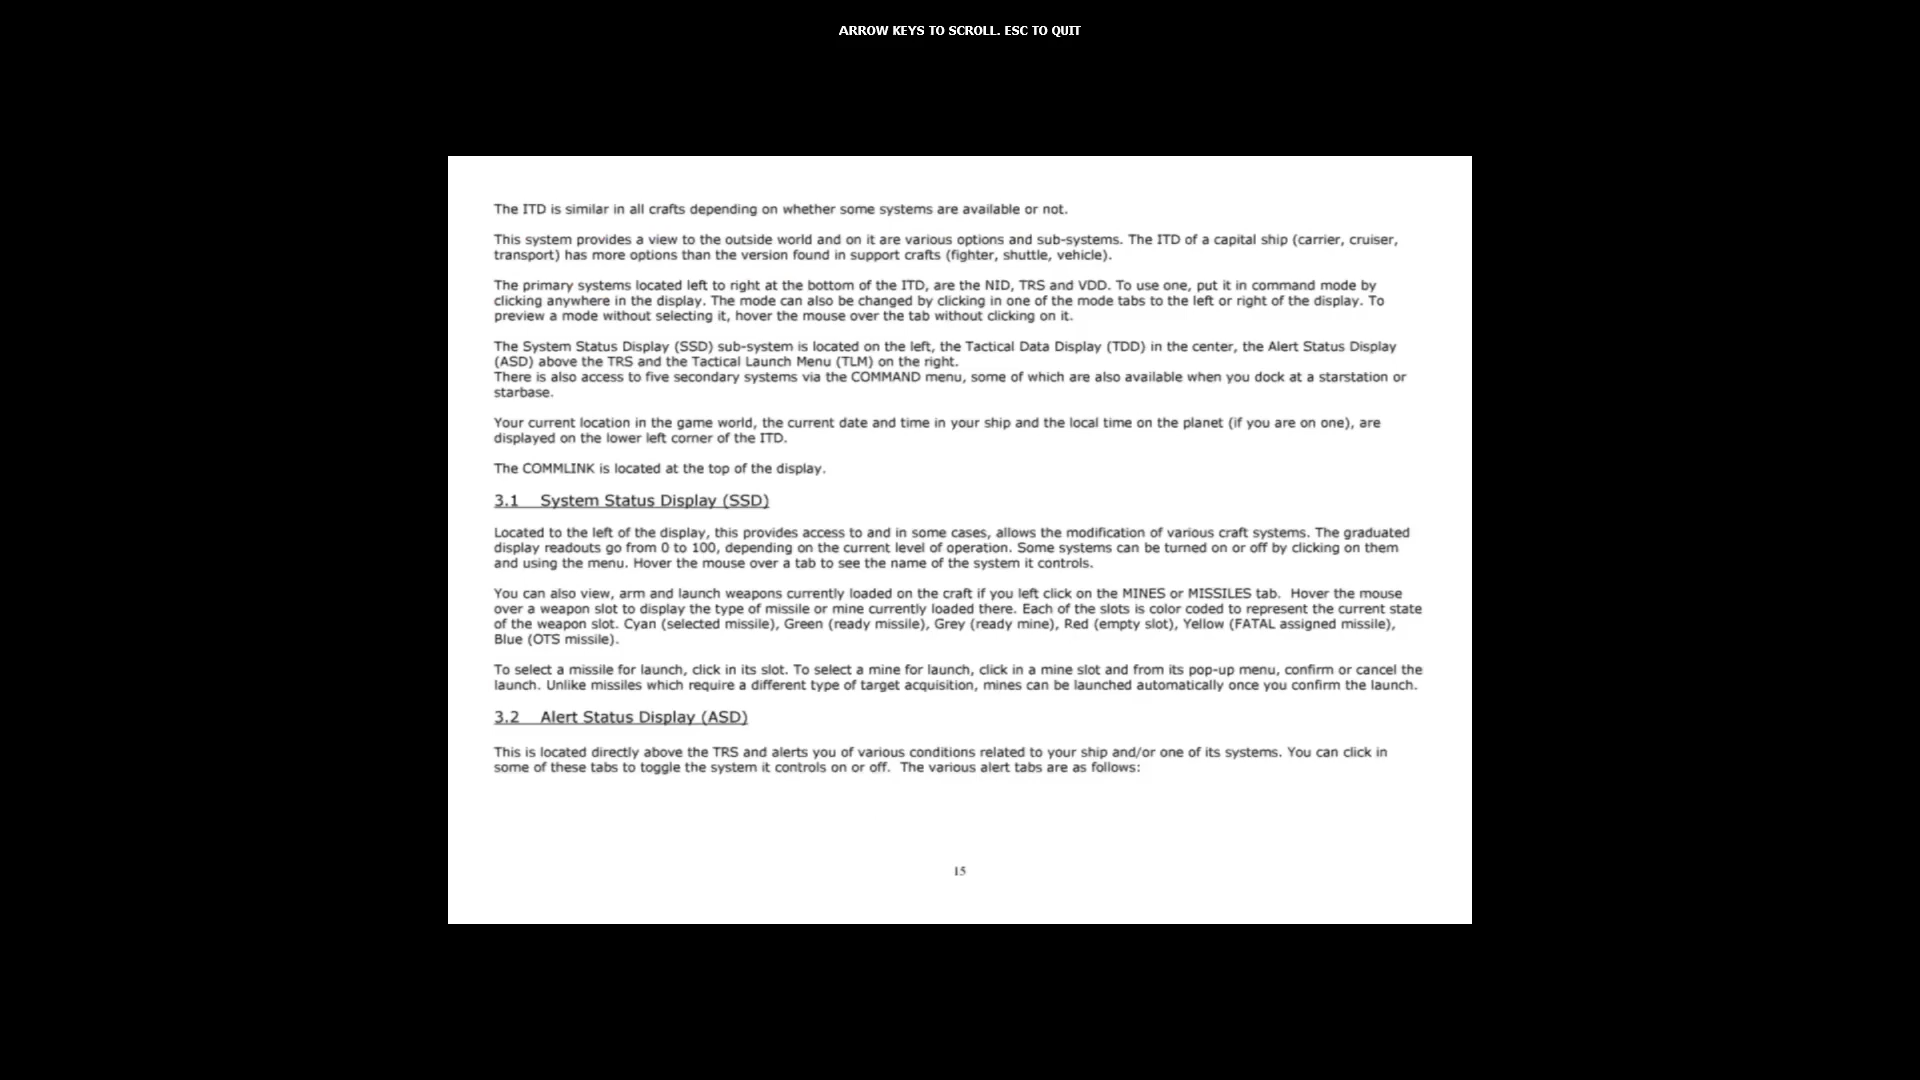 ARROW KEYS TO SCROLL. ESC TO QUIT
The ITD is similar in all crafts depending on whether some systems are available or not.
This system provides a view to the outside world and on it are various options and sub-systems. The ITD of a capital ship (carrier, cruiser,
transport) has more options than the version found in support crafts (fighter, shuttle, vehicle).
The primary systems located left to right at the bottom of the ITD, are the NID, TRS and VDD. To use one, put it in command mode by
clicking anywhere in the display. The mode can also be changed by clicking in one of the mode tabs to the left or right of the display. To
preview a mode without selecting it, hover the mouse over the tab without clicking on it.
The System Status Display (SSD) sub-system is located on the left, the Tactical Data Display (TDD) in the center, the Alert Status Display
(ASD) above the TRS and the Tactical Launch Menu (TLM) on the right.
There is also access to five secondary systems via the COMMAND menu, some of which are also available when you dock at a starstation or
starbase.
Your current location in the game world, the current date and time in your ship and the local time on the planet (if you are on one), are
displayed on the lower left corner of the ITD.
The COMMLINK is located at the top of the display.
3.1 System Status Display (SSD)
Located to the left of the display, this provides access to and in some cases, allows the modification of various craft systems. The graduated
display readouts go from 0 to 100, depending on the current level of operation. Some systems can be turned on or off by clicking on them
and using the menu. Hover the mouse over a tab to see the name of the system it controls.
You can also view, arm and launch weapons currently loaded on the craft if you left click on the MINES or MISSILES tab.  Hover the mouse
over a weapon slot to display the type of missile or mine currently loaded there. Each of the slots is color coded to represent the current state
of the weapon slot. Cyan (selected missile), Green (ready missile), Grey (ready mine), Red (empty slot), Yellow (FATAL assigned missile),
Blue (OTS missile).
To select a missile for launch, click in its slot. To select a mine for launch, click in a mine slot and from its pop-up menu, confirm or cancel the
launch. Unlike missiles which require a different type of target acquisition, mines can be launched automatically once you confirm the launch.
3.2 Alert Status Display (ASD)
This is located directly above the TRS and alerts you of various conditions related to your ship and/or one of its systems. You can click in
some of these tabs to toggle the system it controls on or off.  The various alert tabs are as follows:
15